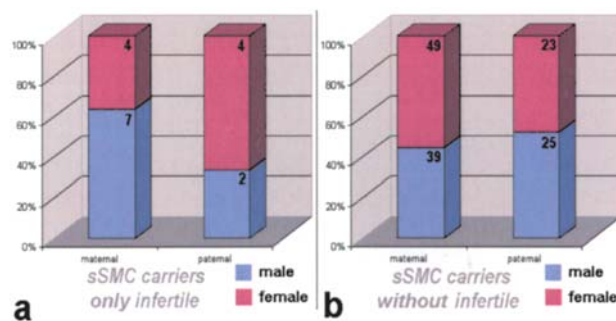 100%
80%
60%
40%
20%
0%
4
7
4
2
maternal
paternal
sSMC carriers
only infertile
male
female
a
100%
80%
60%
40%
20%
0%
49
39
23
25
maternal
paternal
sSMC carriers
without infertile
male
female
b